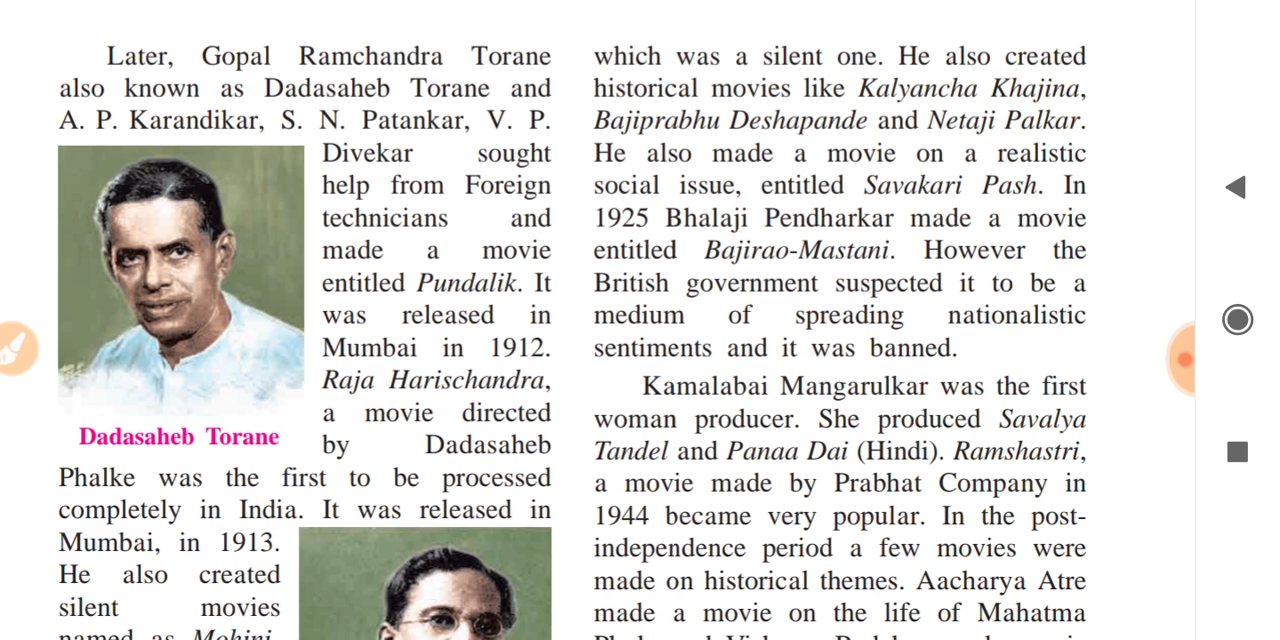 Later, Gopal Ramchandra Torane
also known as Dadasaheb Torane and
A. P. Karandikar, S. N. Patankar, V. P.
Divekar sought
help from Foreign
technicians and
made a movie
entitled Pundalik. It
was released in
Mumbai in 1912.
Raja Harischandra,
a movie directed
by Dadasaheb
Dadasaheb Torane
Phalke was the first to be processed
completely in India. It was released in
Mumbai, in 1913.
He also created
silent movies
named as Mohini-
which was a silent one. He also created
historical movies like Kalyancha Khajina,
Bajiprabhu Deshapande and Netaji Palkar.
He also made a movie on a realistic
social issue, entitled Savakari Pash. In
1925 Bhalaji Pendharkar made a movie
entitled Bajirao-Mastani. However the
British government suspected it to be a
medium of spreading nationalistic
sentiments and it was banned.
Kamalabai Mangarulkar was the first
woman producer. She produced Savalya
Tandel and Panaa Dai (Hindi). Ramshastri,
a movie made by Prabhat Company in
1944 became very popular. In the post-
independence period a few movies were
made on historical themes. Aacharya Atre
made a movie on the life of Mahatma